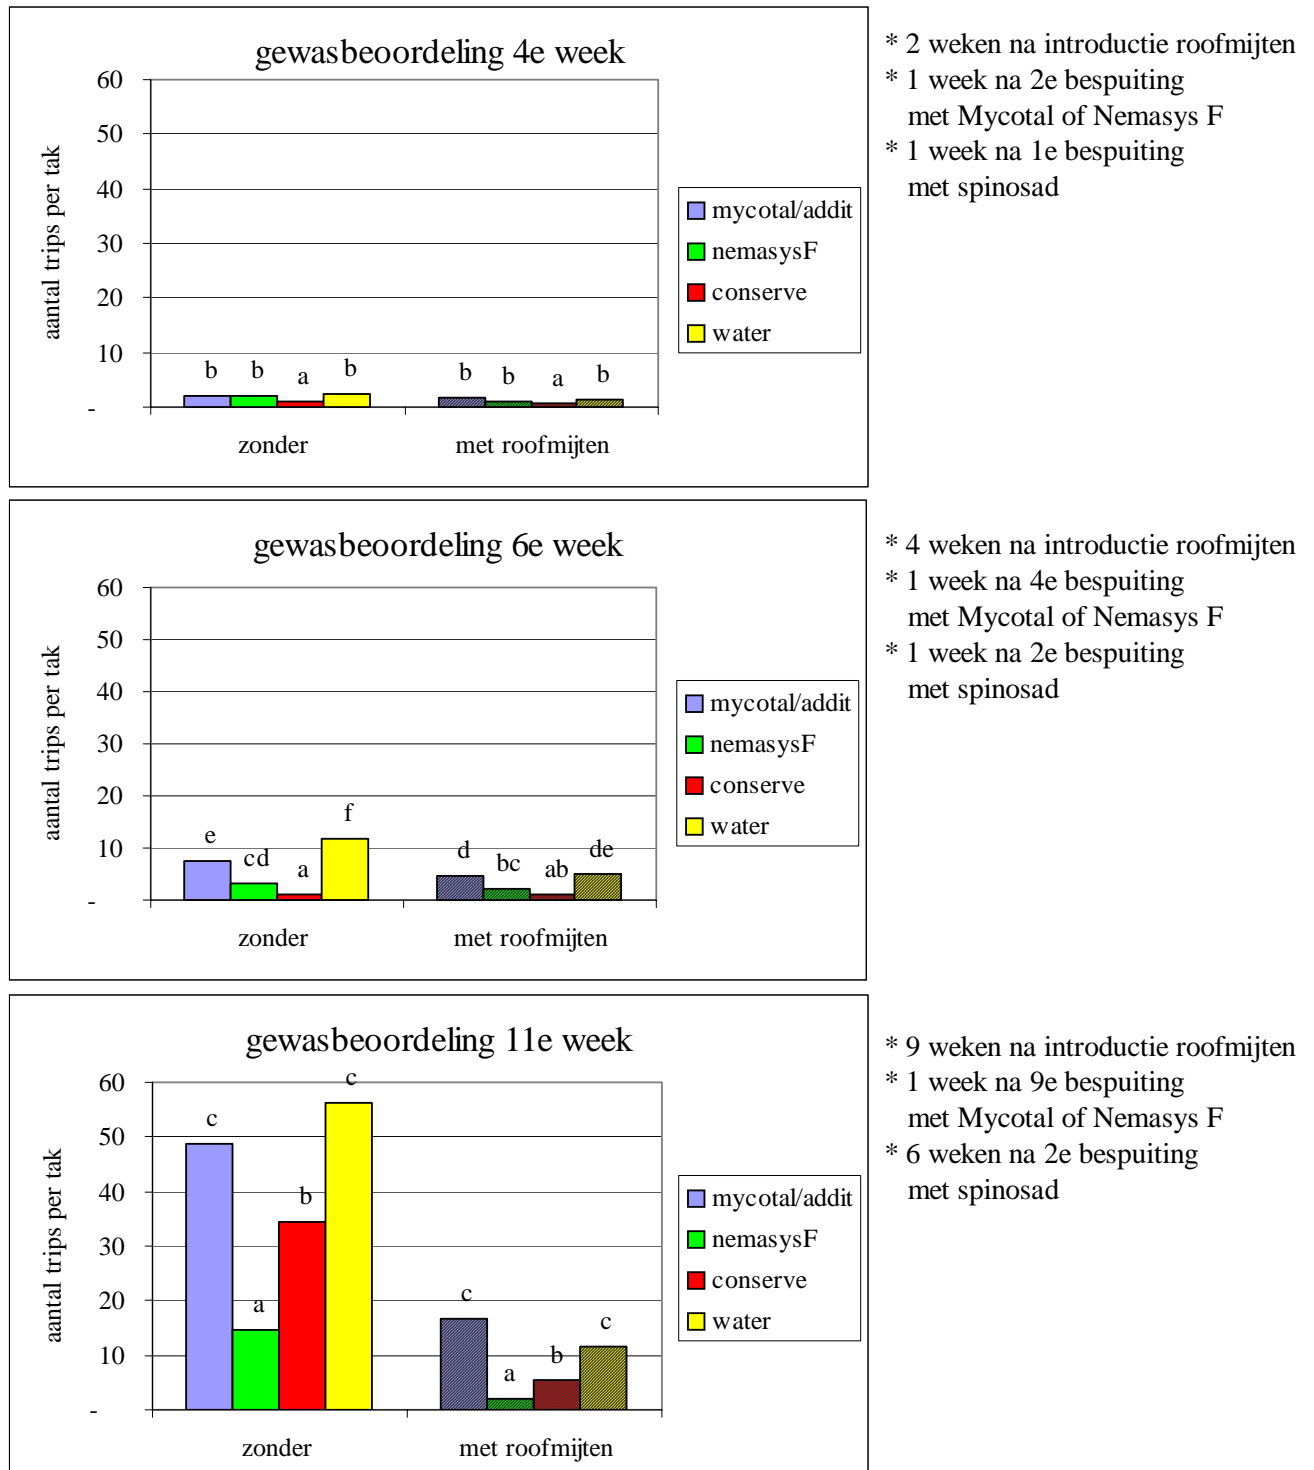 gewasbeoordeling 4e week
aantal trips per tak
60
50
40
30
20
10
-
b b a b b b a b
zonder met roofmijten
mycotal/addit
nemasysF
conserve
water
* 2 weken na introductie roofmijten
* 1 week na 2e bespuiting
met Mycotal of Nemasys F
* 1 week na 1e bespuiting
met spinosad
gewasbeoordeling 6e week
aantal trips per tak
60
50
40
30
20
10
-
e cd a f d bc ab de
zonder met roofmijten
mycotal/addit
nemasysF
conserve
water
* 4 weken na introductie roofmijten
* 1 week na 4e bespuiting
met Mycotal of Nemasys F
* 1 week na 2e bespuiting
met spinosad
gewasbeoordeling 11e week
aantal trips per tak
60
50
40
30
20
10
-
c a b c c a b c
zonder met roofmijten
mycotal/addit
nemasysF
conserve
water
* 9 weken na introductie roofmijten
* 1 week na 9e bespuiting
met Mycotal of Nemasys F
* 6 weken na 2e bespuiting
met spinosad